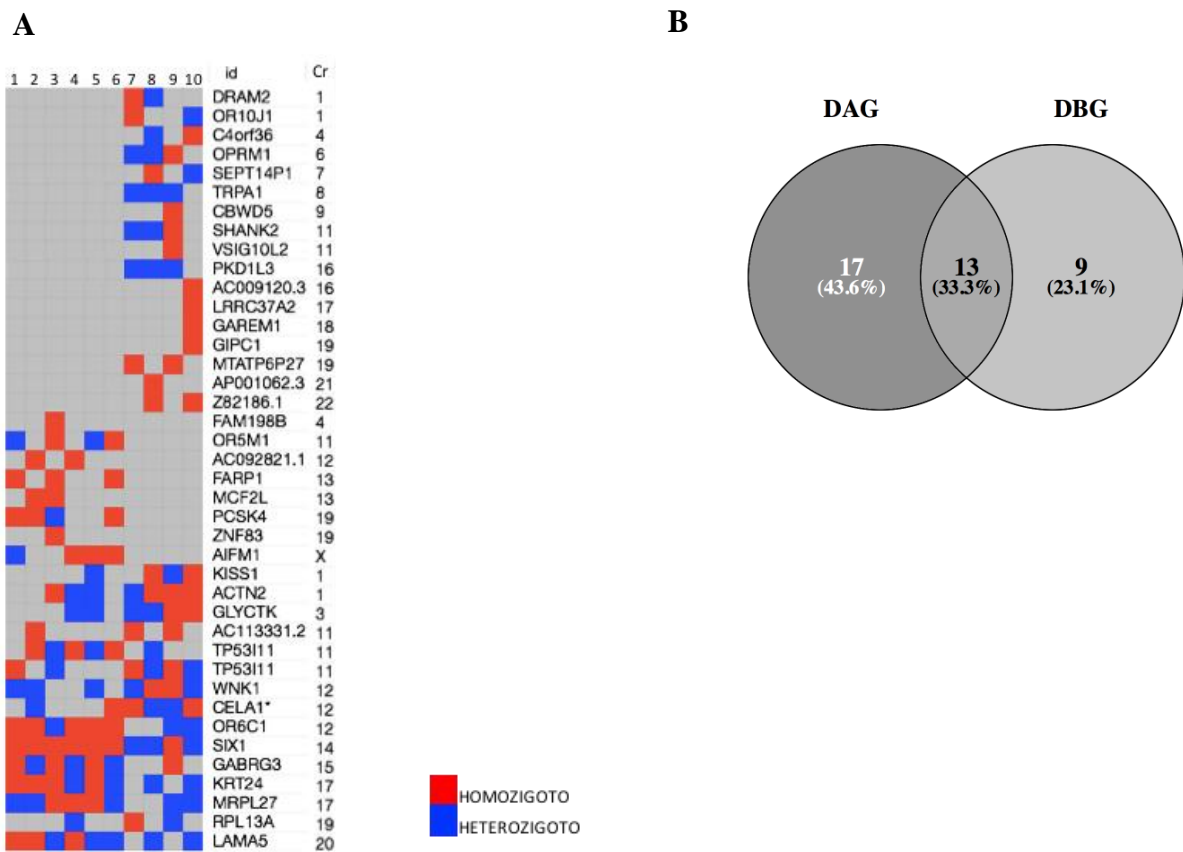 A
B
id Cr
1 2 3 4 5 6 7 8 9 10
DRAM2 1
OR10J1 1
C4orf36 4
OPRM1 6
SEPT14P1 7
TRPA1 8
CBWD5 9
SHANK2 11
VSIG10L2 11
PKD1L3 16
AC009120.3 16
LRRC37A2 17
GAREM1 18
GIPC1 19
MTATP6P27 19
AP001062.3 21
Z82186.1 22
FAM198B 4
OR5M1 11
AC092821.1 12
FARP1 13
MCF2L 13
PCSK4 19
ZNF83 19
AIFM1 X
KISS1 1
ACTN2 1
GLYCTK 3
AC113331.2 11
TP53I11 11
TP53I11 11
WNK1 12
CELA1* 12
OR6C1 12
SIX1 14
GABRG3 15
KRT24 17
MRPL27 17
RPL13A 19
LAMA5 20
HOMOZIGOTO
HETEROZIGOTO
DAG DBG
17 13 9
(43.6%) (33.3%) (23.1%)